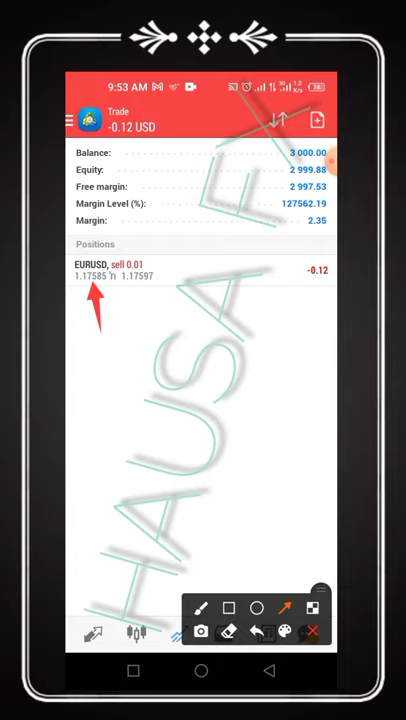 9:53 AM
Trade
-0.12 USD
Balance: 3 000.00
Equity: 2 999.88
Free margin: 2 997.53
Margin Level (%): 127562.19
Margin: 2.35
Positions
EURUSD, sell 0.01
1.17585 1.17597
-0.12
HAUSA FX